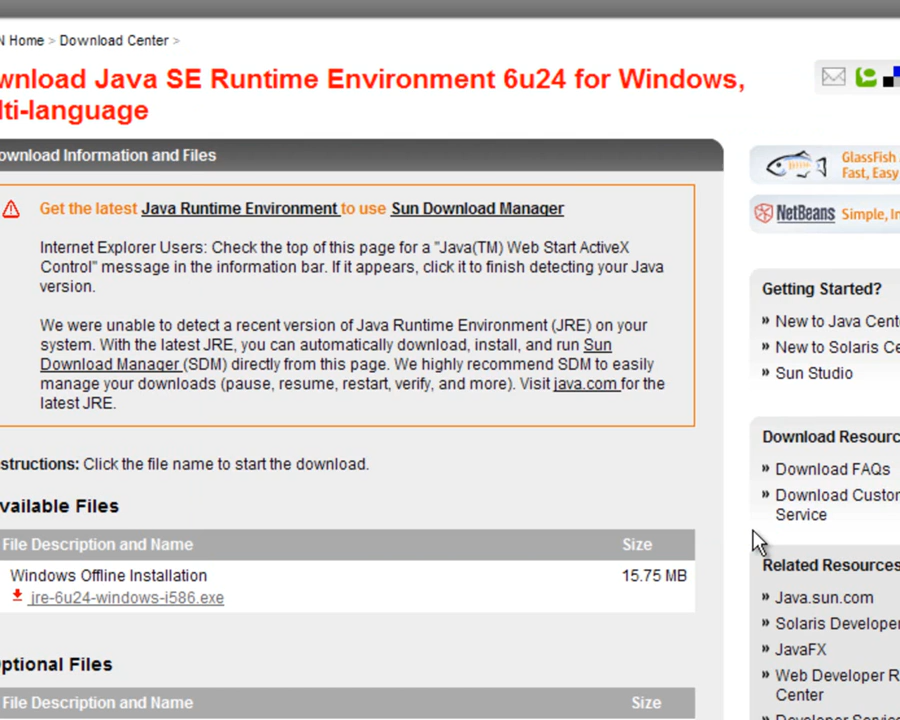 N Home > Download Center >
wnload Java SE Runtime Environment 6u24 for Windows,
lti-language
ownload Information and Files
Get the latest Java Runtime Environment to use Sun Download Manager
Internet Explorer Users: Check the top of this page for a "Java(TM) Web Start ActiveX
Control" message in the information bar. If it appears, click it to finish detecting your Java
version.
We were unable to detect a recent version of Java Runtime Environment (JRE) on your
system. With the latest JRE, you can automatically download, install, and run Sun
Download Manager (SDM) directly from this page. We highly recommend SDM to easily
manage your downloads (pause, resume, restart, verify, and more). Visit java.com for the
latest JRE.
structions: Click the file name to start the download.
vailable Files
File Description and Name Size
Windows Offline Installation 15.75 MB
jre-6u24-windows-i586.exe
ptional Files
File Description and Name Size
GlassFish
Fast, Easy
NetBeans Simple, In
Getting Started?
» New to Java Cent
» New to Solaris Ce
» Sun Studio
Download Resourc
» Download FAQs
» Download Custor
Service
Related Resources
» Java.sun.com
» Solaris Developer
» JavaFX
» Web Developer R
Center